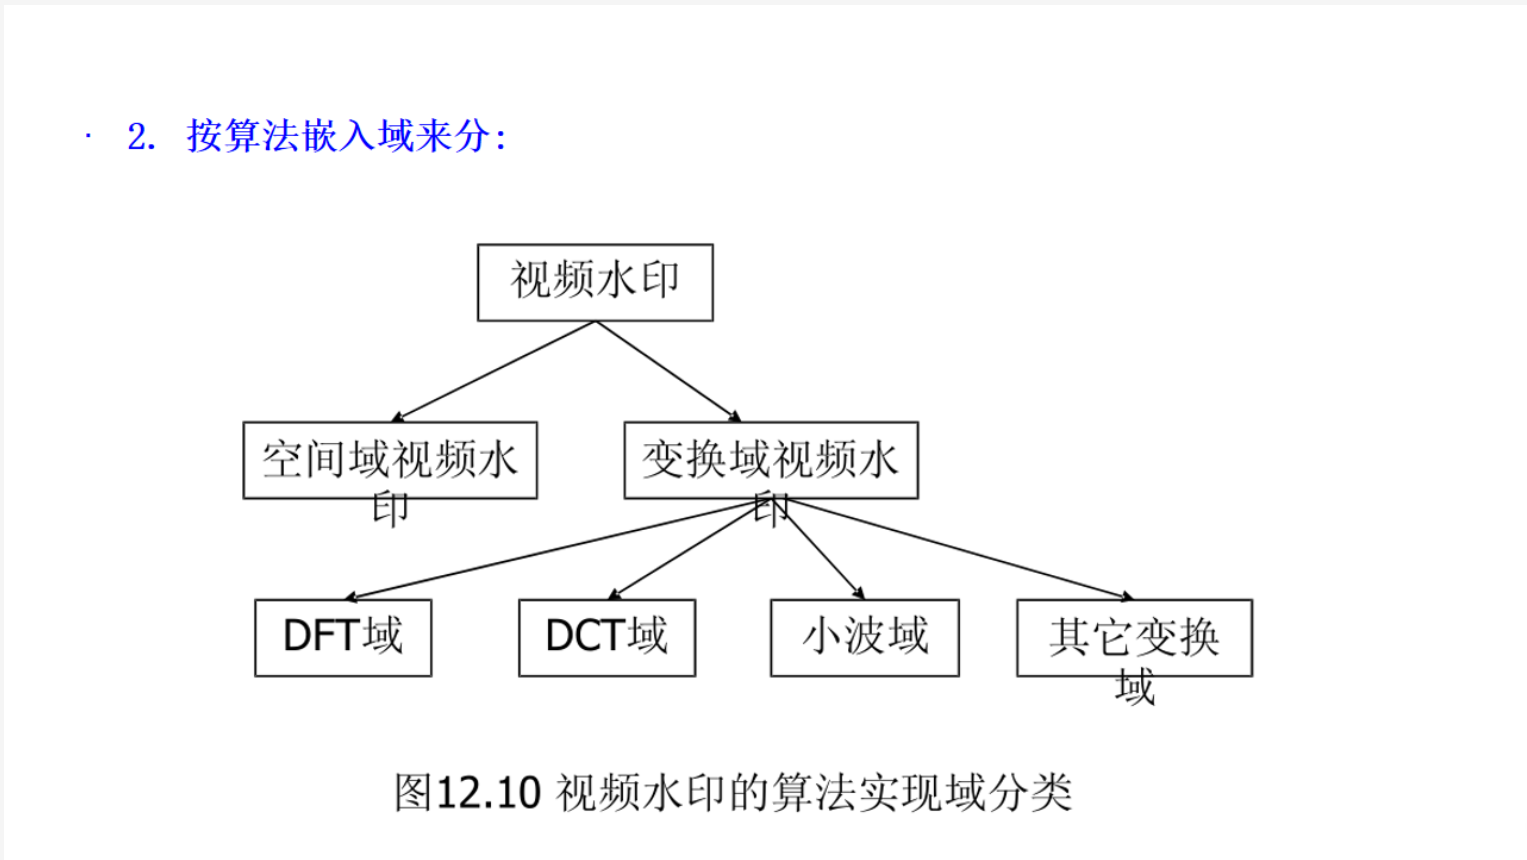 · 2. 按算法嵌入域来分:
视频水印
空间域视频水
印
变换域视频水
印
DFT域
DCT域
小波域
其它变换
域
图12.10 视频水印的算法实现域分类